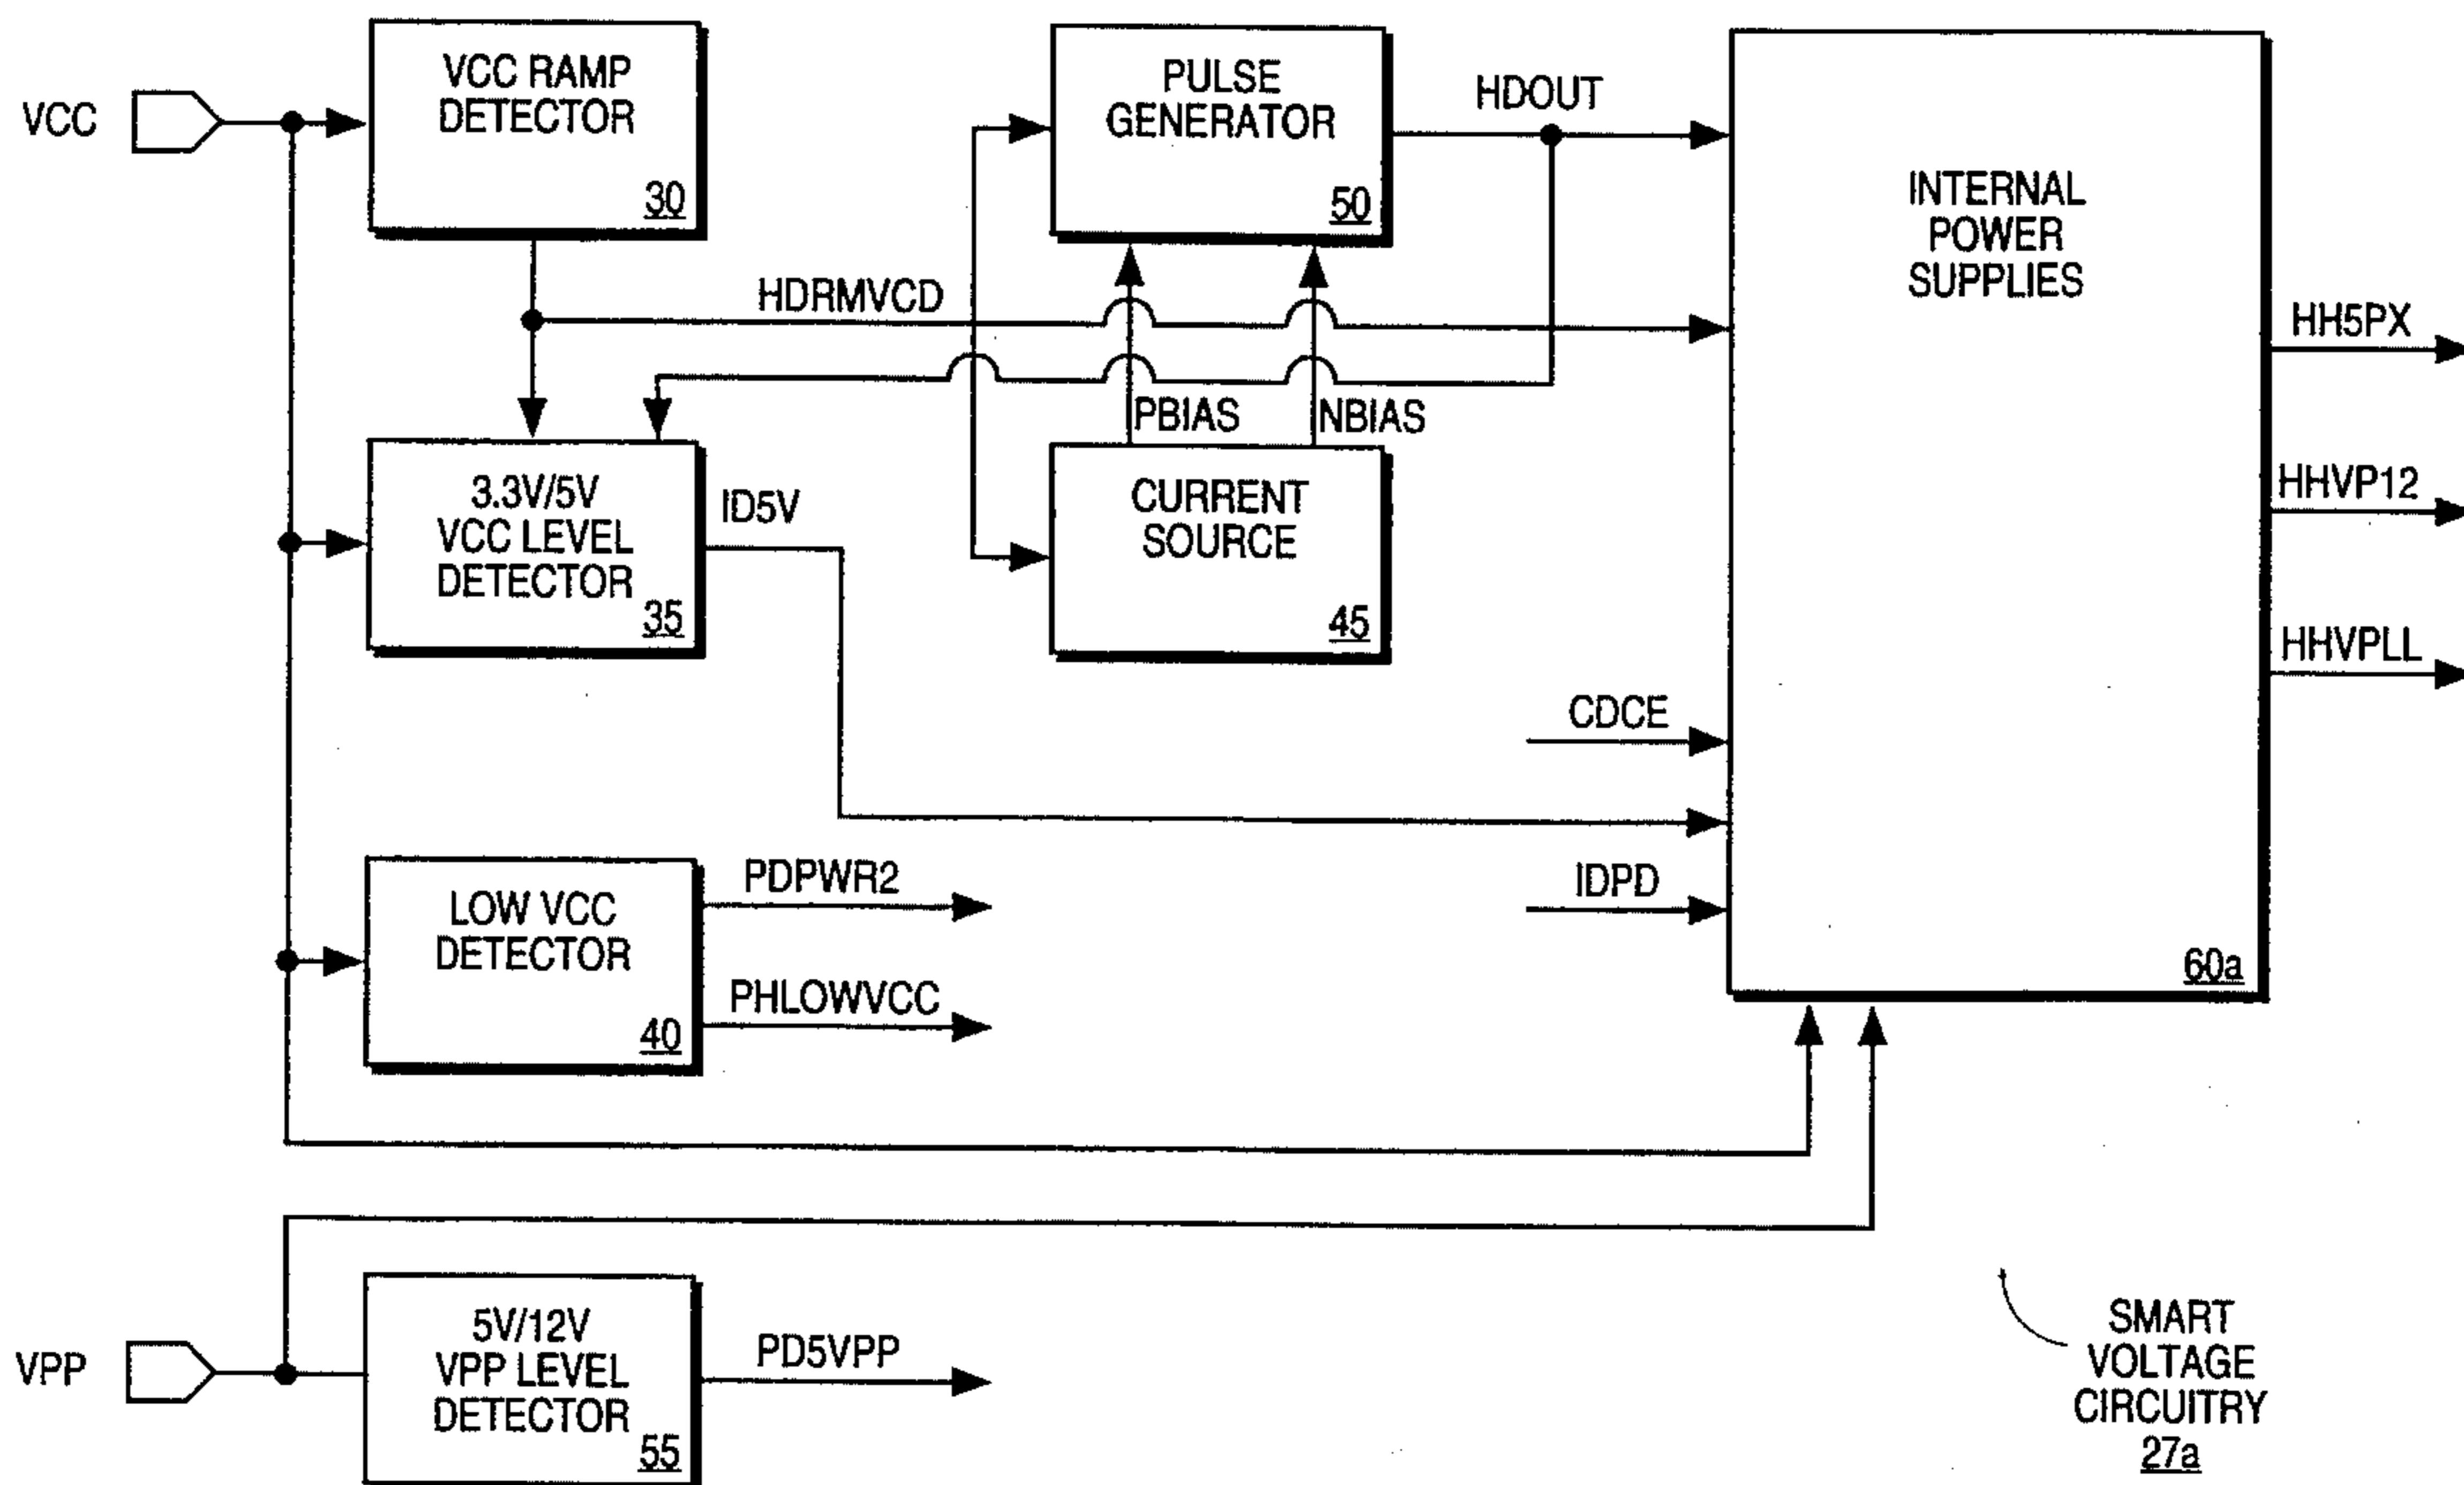 VCC
VCC RAMP
DETECTOR
30
PULSE
GENERATOR
50
HDOUT
INTERNAL
POWER
SUPPLIES
60a
HDRMVCD
PBIAS
NBIAS
HH5PX
HHVP12
HHVPLL
3.3V/5V
VCC LEVEL
DETECTOR
35
ID5V
CURRENT
SOURCE
45
CDCE
IDPD
LOW VCC
DETECTOR
40
PDPWR2
PHLOWVCC
VPP
5V/12V
VPP LEVEL
DETECTOR
55
PD5VPP
SMART
VOLTAGE
CIRCUITRY
27a